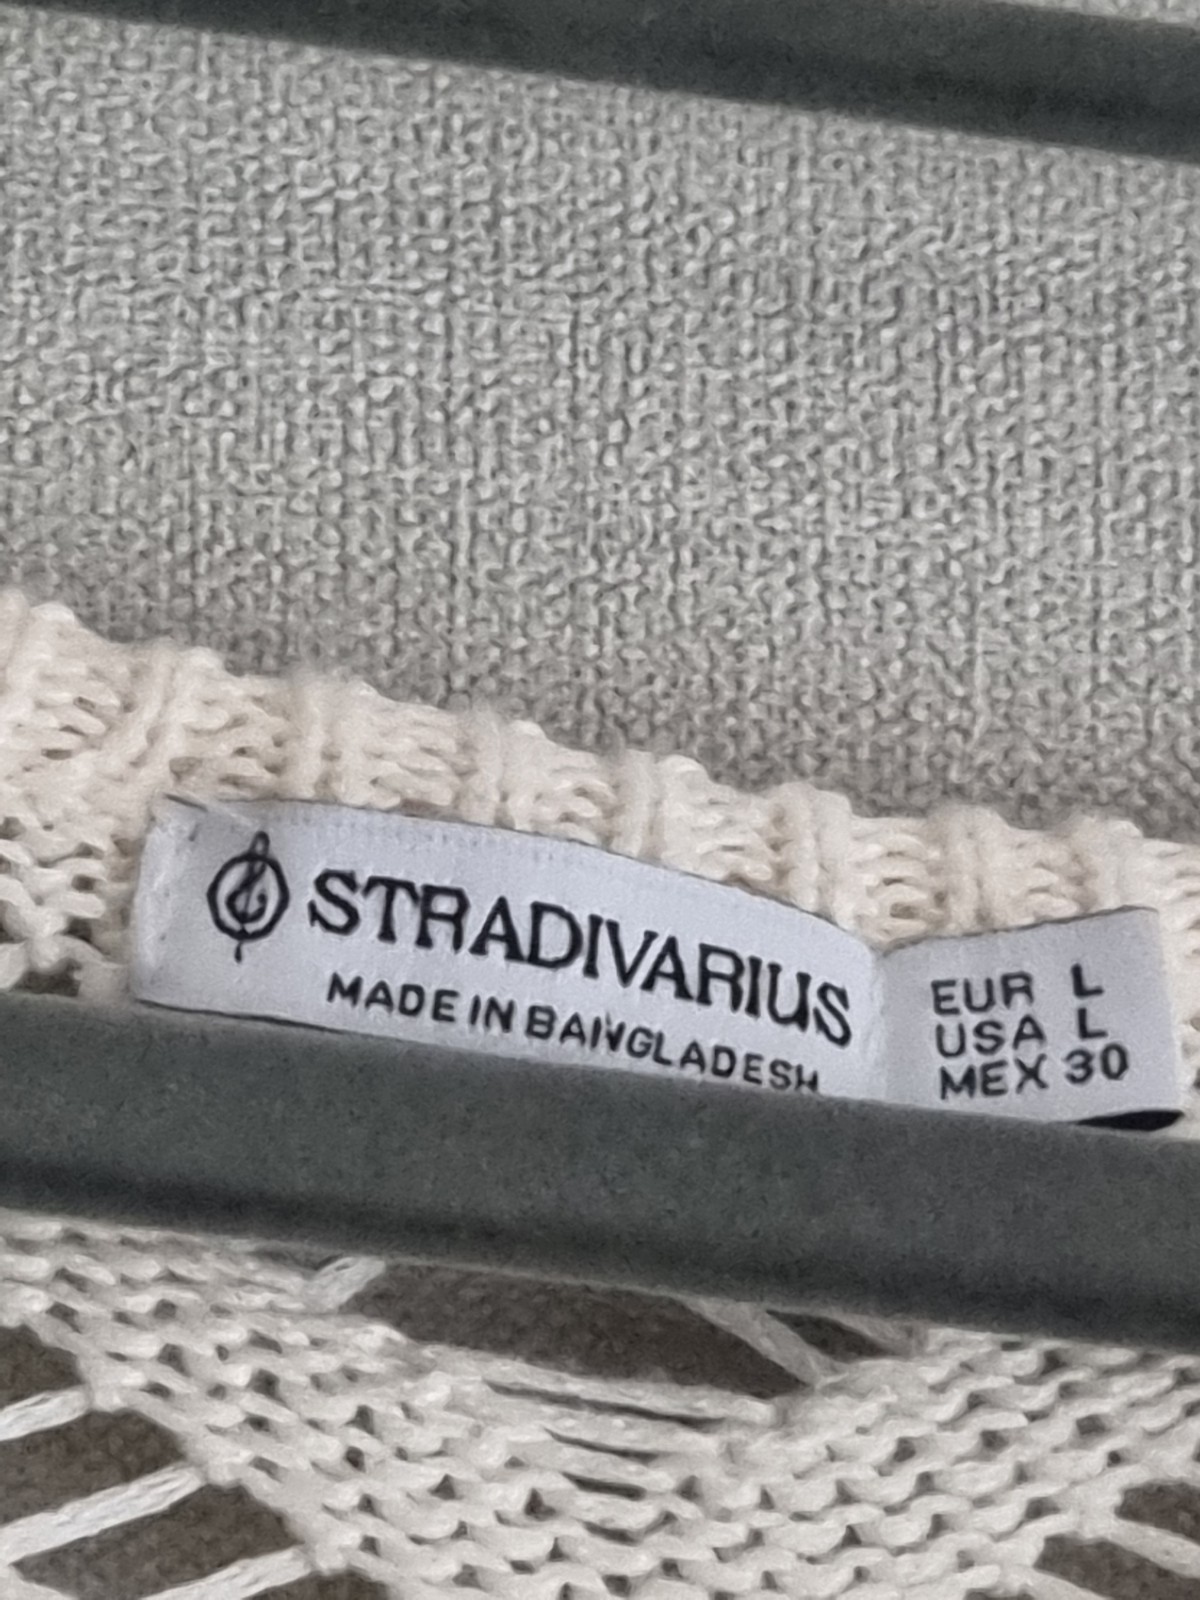 STRADIVARIUS
MADE IN BANGLADESH
EUR L
USA L
MEX 30